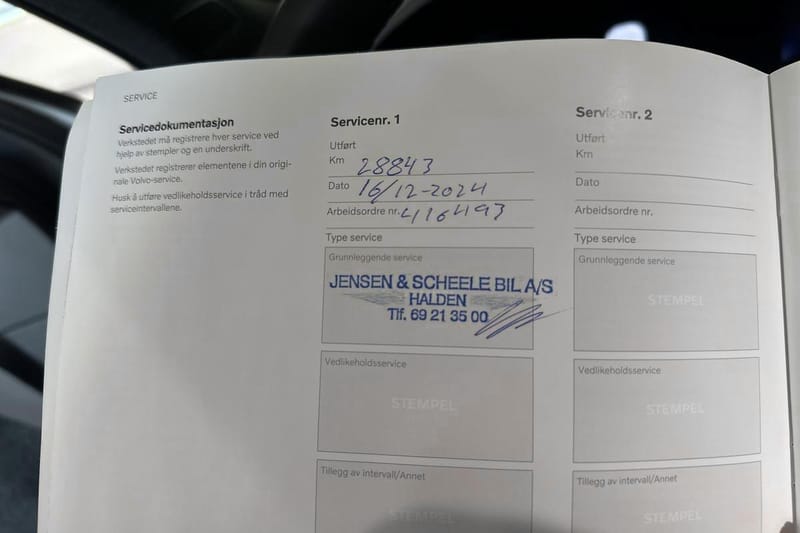 SERVICE
Servicedokumentasjon
Verkstedet må registrere hver service ved
hjelp av stempler og en underskrift.
Verkstedet registrerer elementene i din origi-
nale Volvo-service.
Husk å utføre vedlikeholdsservice i tråd med
serviceintervallene.
Servicenr. 1
Utført
Km 28843
Dato 16/12-2024
Arbeidsordre nr. 416493
Type service
Grunnleggende service
JENSEN & SCHEELE BIL A/S
HALDEN
Tlf. 69 21 35 00
Vedlikeholdsservice
STEMPEL
Tillegg av intervall/Annet
STEMPEL
Servicenr. 2
Utført
Km
Dato
Arbeidsordre nr.
Type service
Grunnleggende service
STEMPEL
Vedlikeholdsservice
STEMPEL
Tillegg av intervall/Annet
STEMPEL